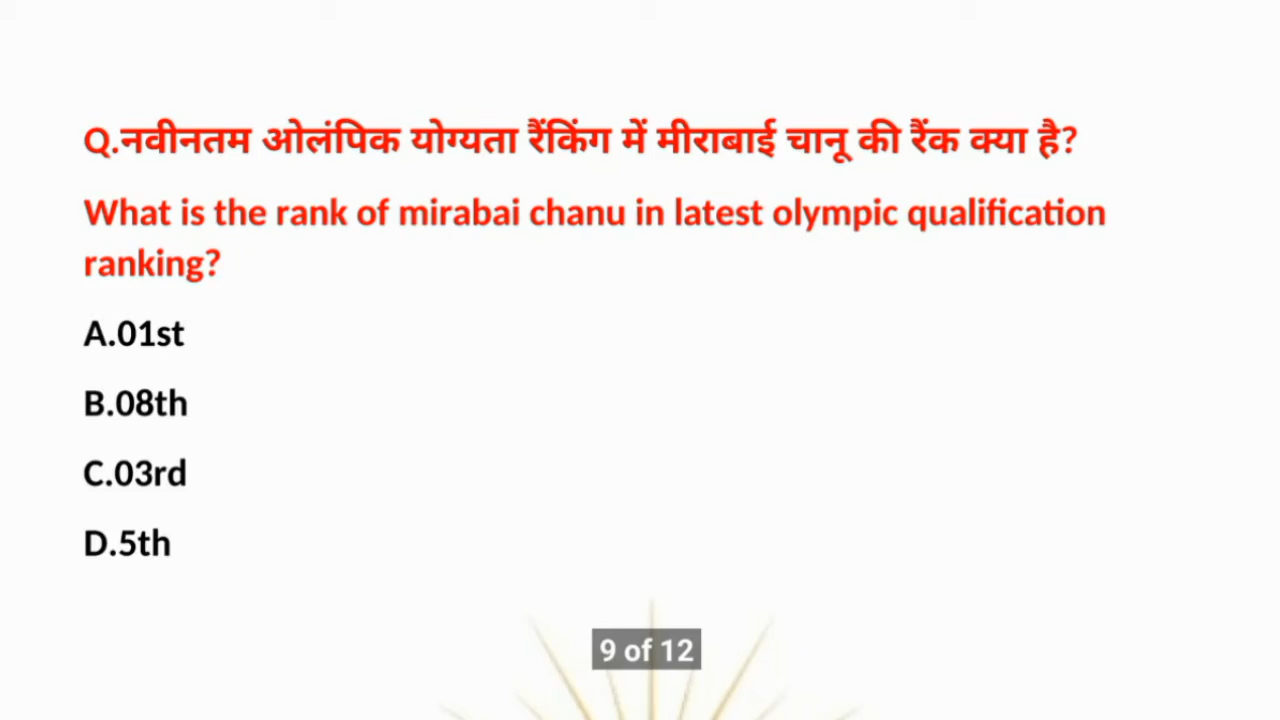 Q.नवीनतम ओलंपिक योग्यता रैंकिंग में मीराबाई चानू की रैंक क्या है?
What is the rank of mirabai chanu in latest olympic qualification
ranking?
A.01st
B.08th
C.03rd
D.5th
9 of 12